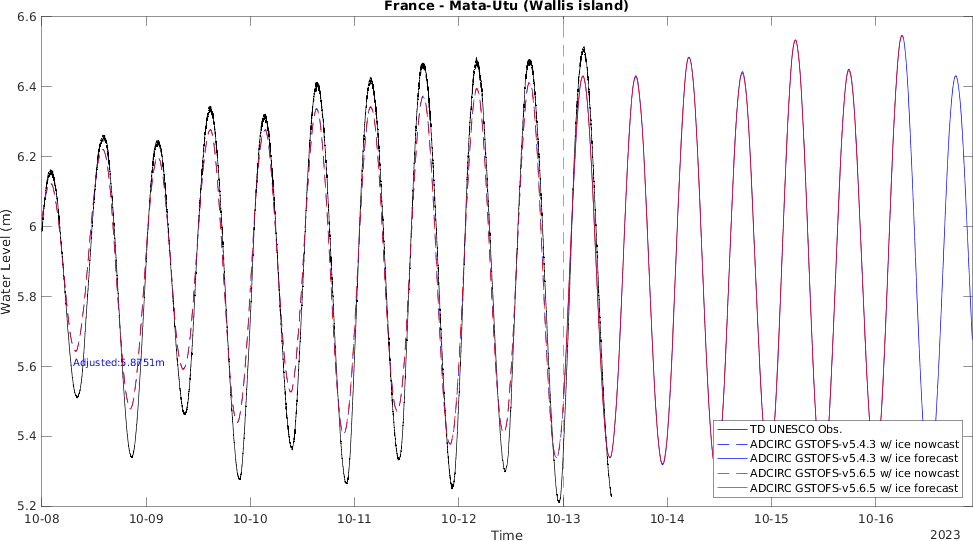 France - Mata-Utu (Wallis island)
6.6
6.4
6.2
6
5.8
5.6
5.4
5.2
Water Level (m)
Adjusted:5.8751m
TD UNESCO Obs.
ADCIRC GSTOFS-v5.4.3 w/ ice nowcast
ADCIRC GSTOFS-v5.4.3 w/ ice forecast
ADCIRC GSTOFS-v5.6.5 w/ ice nowcast
ADCIRC GSTOFS-v5.6.5 w/ ice forecast
10-08 10-09 10-10 10-11 10-12 10-13 10-14 10-15 10-16
Time
2023